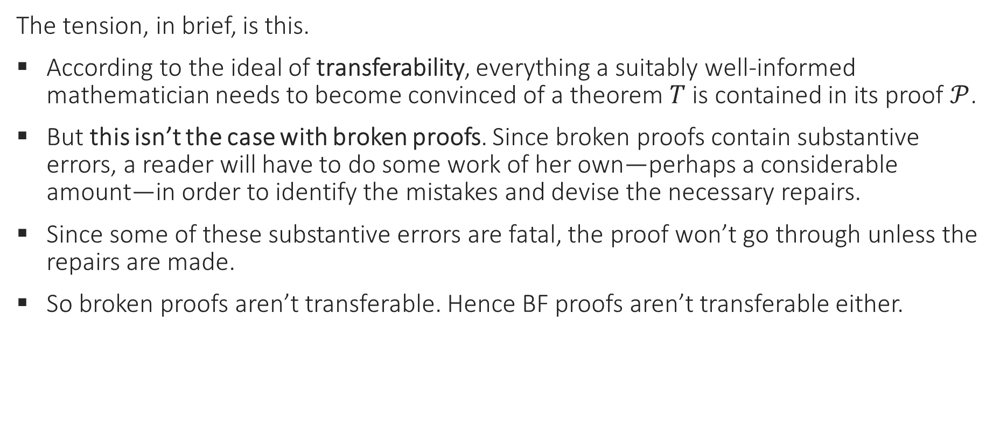 The tension, in brief, is this.
▪ According to the ideal of transferability, everything a suitably well-informed
mathematician needs to become convinced of a theorem 𝑇 is contained in its proof 𝒫.
▪ But this isn’t the case with broken proofs. Since broken proofs contain substantive
errors, a reader will have to do some work of her own—perhaps a considerable
amount—in order to identify the mistakes and devise the necessary repairs.
▪ Since some of these substantive errors are fatal, the proof won’t go through unless the
repairs are made.
▪ So broken proofs aren’t transferable. Hence BF proofs aren’t transferable either.